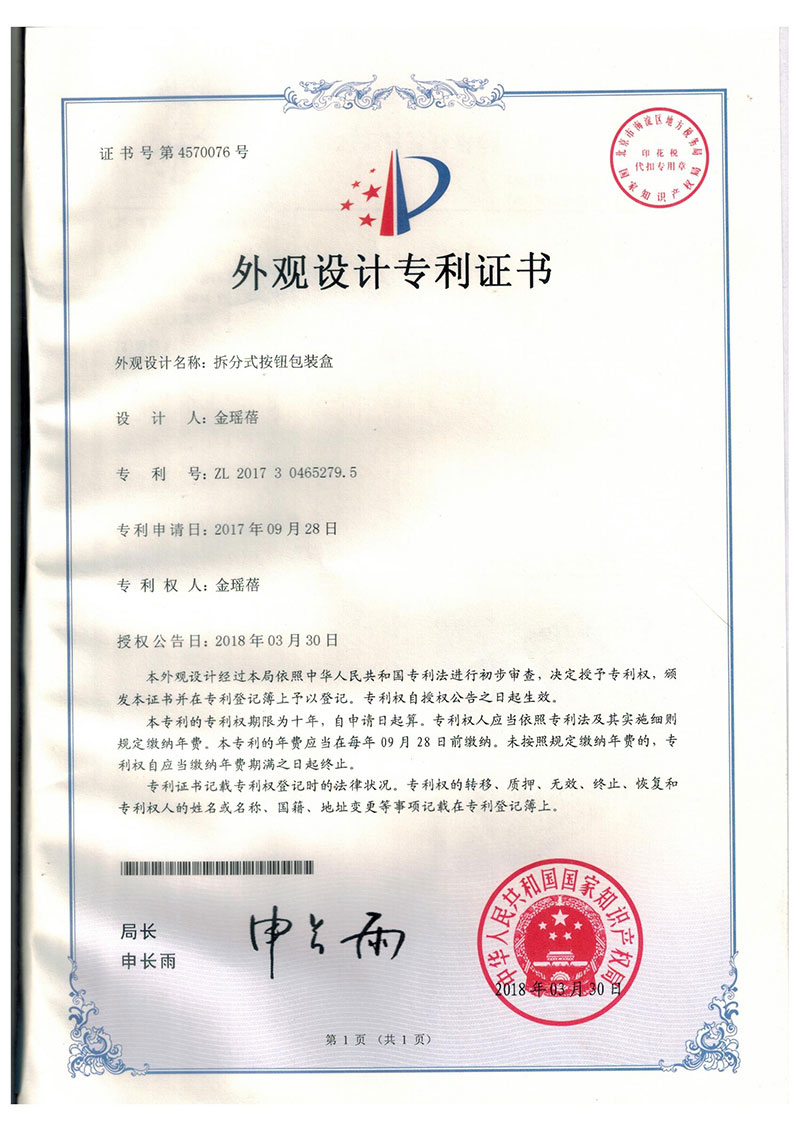 证书号第4570076号
北京市海淀区地方税务局
印花税
代扣专用章
国家知识产权局
外观设计专利证书
外观设计名称：拆分式按钮包装盒
设计人：金瑶蓓
专利号：ZL 2017 3 0465279.5
专利申请日：2017年09月28日
专利权人：金瑶蓓
授权公告日：2018年03月30日
本外观设计经过本局依照中华人民共和国专利法进行初步审查，决定授予专利权，颁
发本证书并在专利登记簿上予以登记。专利权自授权公告之日起生效。
本专利的专利权期限为十年，自申请日起算。专利权人应当依照专利法及其实施细则
规定缴纳年费。本专利的年费应当在每年09月28日前缴纳。未按照规定缴纳年费的，专
利权自应当缴纳年费期满之日起终止。
专利证书记载专利权登记时的法律状况。专利权的转移、质押、无效、终止、恢复和
专利权人的姓名或名称、国籍、地址变更等事项记载在专利登记簿上。
局长
申长雨
申长雨
中华人民共和国国家知识产权局
2018年03月30日
第1页（共1页）